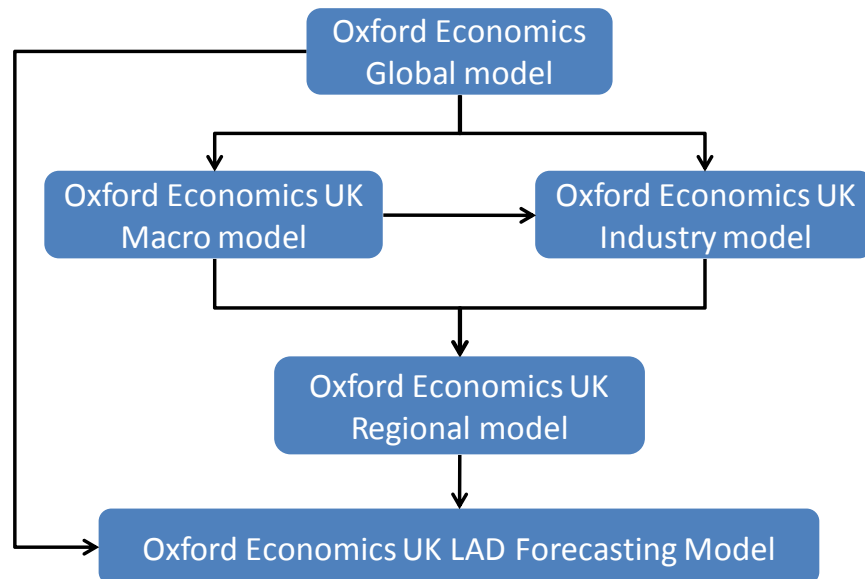 Oxford Economics
Global model
Oxford Economics UK
Macro model
Oxford Economics UK
Industry model
Oxford Economics UK
Regional model
Oxford Economics UK LAD Forecasting Model